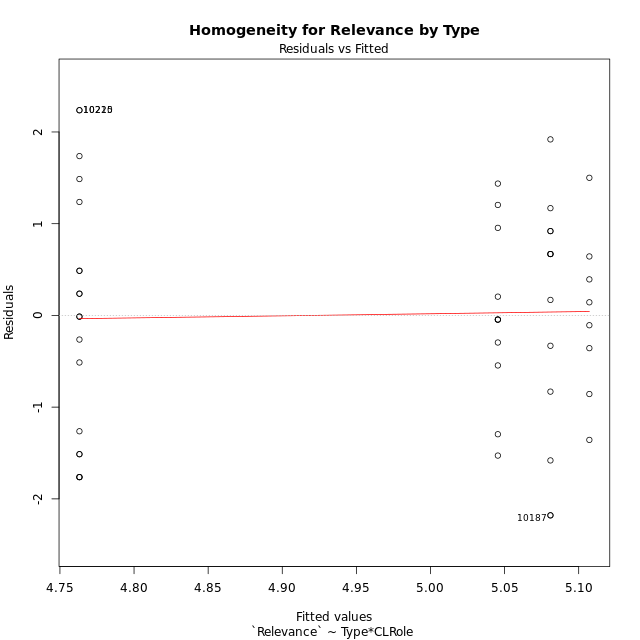 Homogeneity for Relevance by Type
Residuals vs Fitted
2
1
0
-1
-2
Residuals
10187
4.75
4.80
4.85
4.90
4.95
5.00
5.05
5.10
Fitted values
`Relevance` ~ Type*CLRole